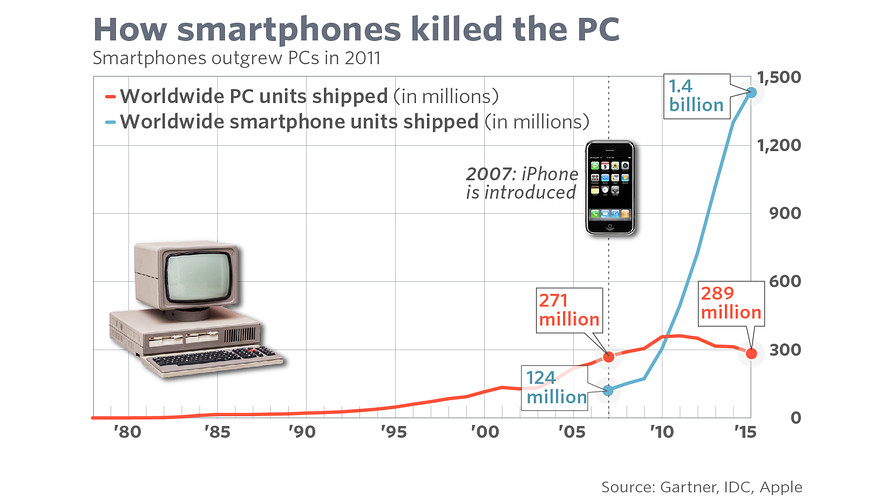 How smartphones killed the PC
Smartphones outgrew PCs in 2011
Worldwide PC units shipped (in millions)
Worldwide smartphone units shipped (in millions)
1.4
billion
1,500
1,200
2007: iPhone
is introduced
900
600
271
million
289
million
300
124
million
0
'80 '85 '90 '95 '00 '05 '10 '15
Source: Gartner, IDC, Apple